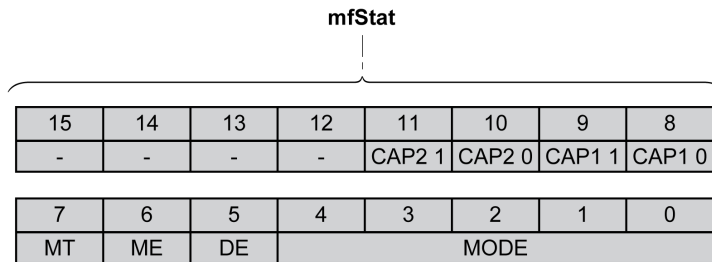 mfStat
15 14 13 12 11 10 9 8
- - - - CAP2 1 CAP2 0 CAP1 1 CAP1 0
7 6 5 4 3 2 1 0
MT ME DE MODE